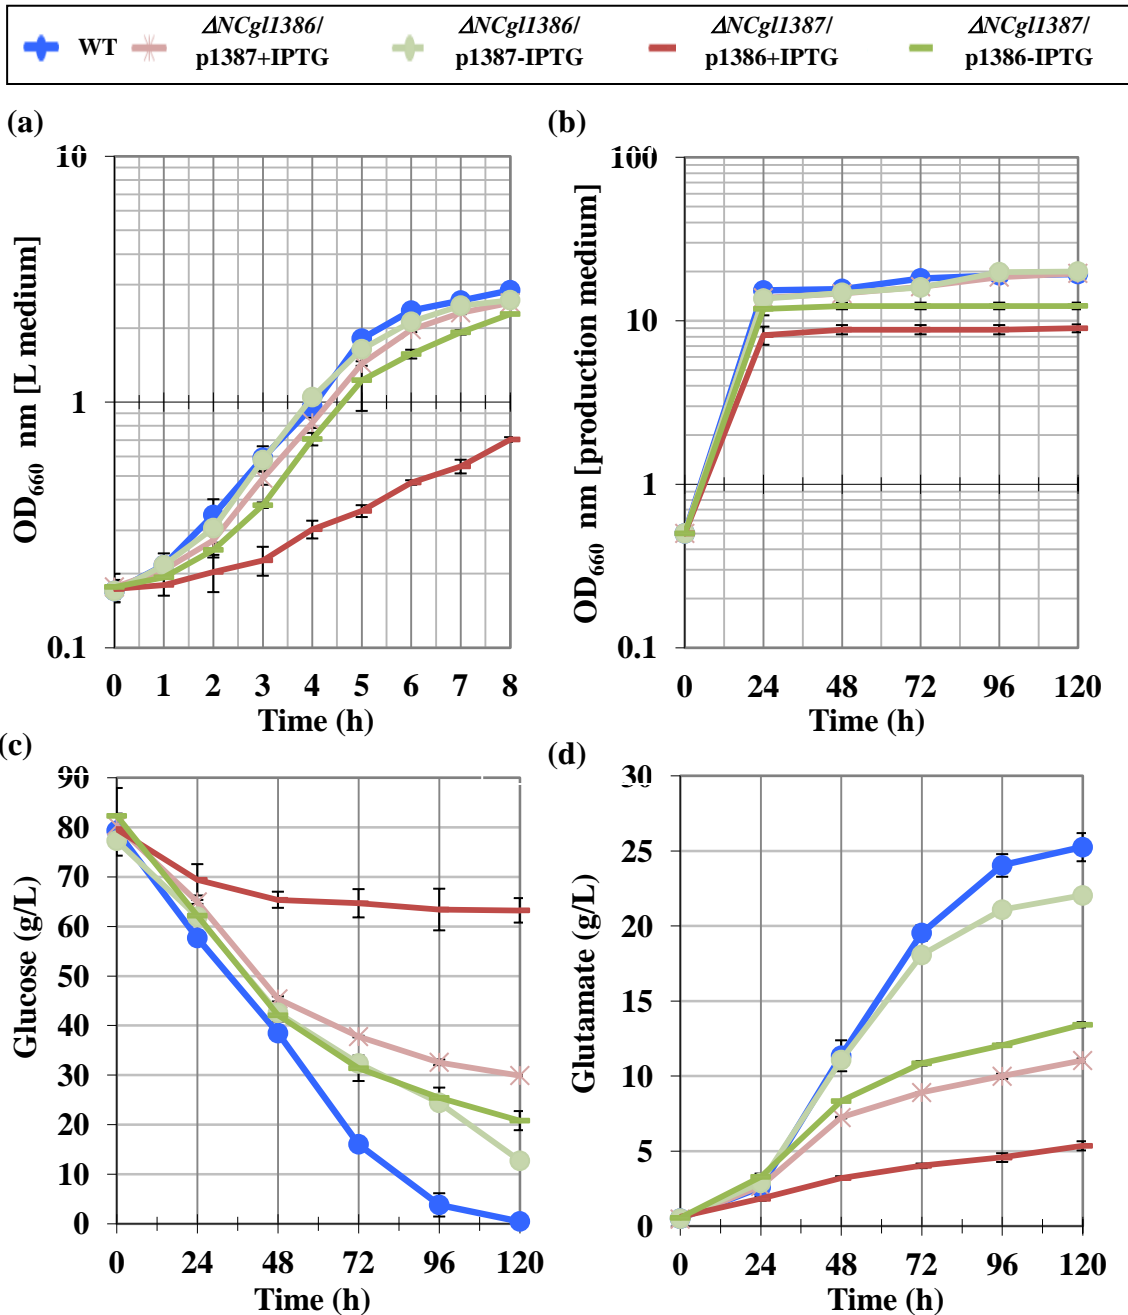 WT
ΔNCgl1386/
p1387+IPTG
ΔNCgl1386/
p1387-IPTG
ΔNCgl1387/
p1386+IPTG
ΔNCgl1387/
p1386-IPTG
(a)
OD660 nm [L medium]
10
1
0.1
0 1 2 3 4 5 6 7 8
Time (h)
(b)
OD660 nm [production medium]
100
10
1
0.1
0 24 48 72 96 120
Time (h)
(c)
Glucose (g/L)
90
80
70
60
50
40
30
20
10
0
0 24 48 72 96 120
Time (h)
(d)
Glutamate (g/L)
30
25
20
15
10
5
0
0 24 48 72 96 120
Time (h)